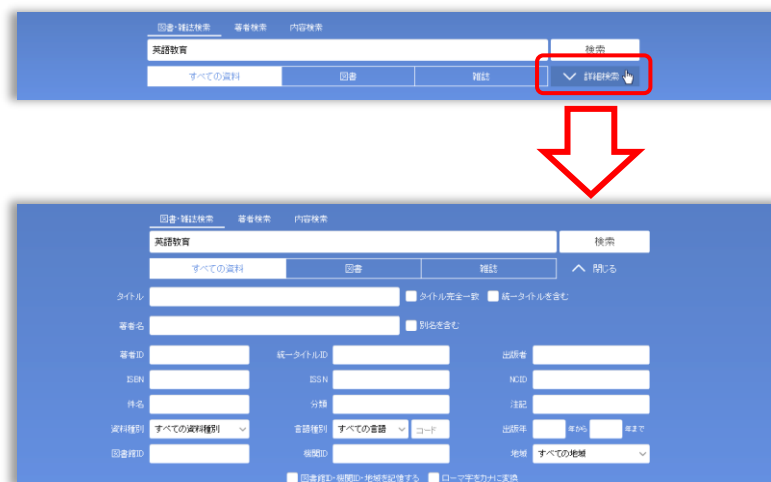 図書・雑誌検索 著者検索 内容検索
英語教育 検索
すべての資料 図書 雑誌 詳細検索
図書・雑誌検索 著者検索 内容検索
英語教育 検索
すべての資料 図書 雑誌 閉じる
タイトル タイトル完全一致 統一タイトルを含む
著者名 別名を含む
著者ID 統一タイトルID 出版者
ISBN ISSN NCID
件名 分類 注記
資料種別 すべての資料種別 言語種別 すべての言語 コード 出版年 年から 年まで
図書館ID 機関ID 地域 すべての地域
図書館ID・機関ID・地域を記憶する ローマ字をカナに変換